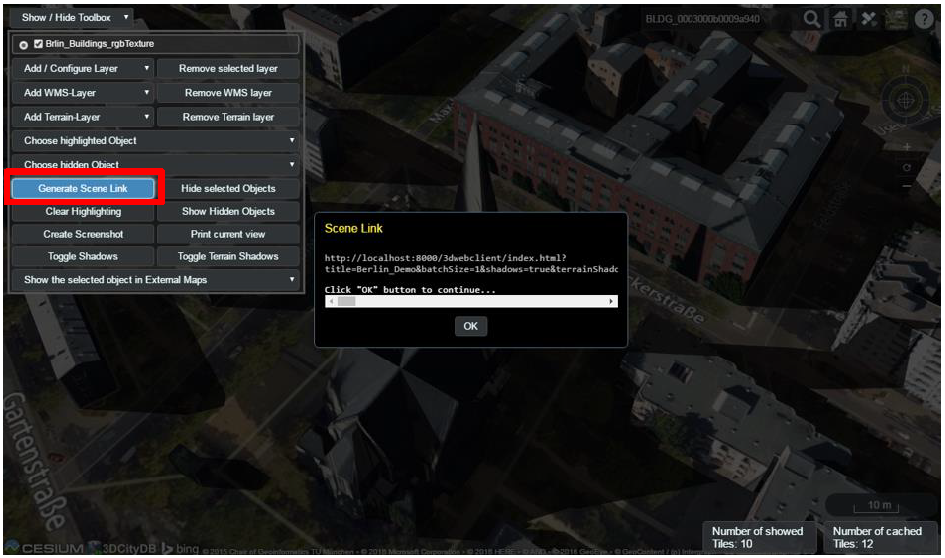 Show / Hide Toolbox
BLDG_0003000b0009a940
Brlin_Buildings_rgbTexture
Add / Configure Layer
Remove selected layer
Add WMS-Layer
Remove WMS layer
Add Terrain-Layer
Remove Terrain layer
Choose highlighted Object
Choose hidden Object
Generate Scene Link
Hide selected Objects
Clear Highlighting
Show Hidden Objects
Create Screenshot
Print current view
Toggle Shadows
Toggle Terrain Shadows
Show the selected object in External Maps
N
Scene Link
http://localhost:8000/3dwebclient/index.html?
title=Berlin_Demo&batchSize=1&shadows=true&terrainShadc
Click "OK" button to continue...
OK
ckerstraße
Gartenstraße
10 m
Number of showed
Tiles: 10
Number of cached
Tiles: 12
CESIUM 3DCityDB bing © 2015 Chair of Geoinformatics TU München • © 2018 Microsoft Corporation • © 2018 HERE